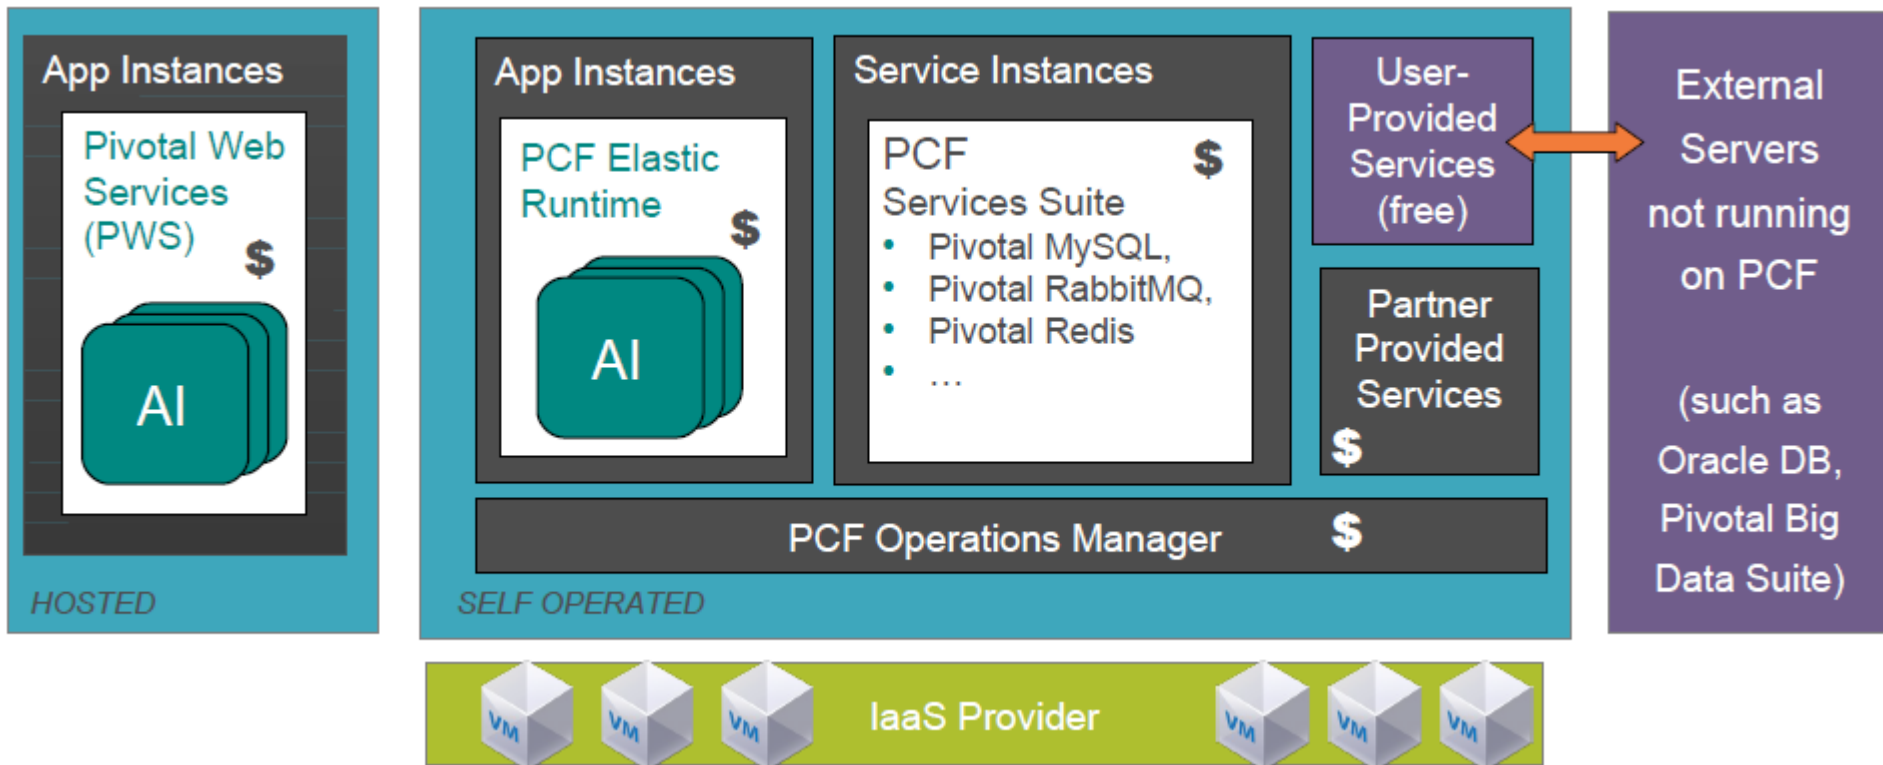 App Instances
Pivotal Web
Services
(PWS)
$
AI
HOSTED
App Instances
PCF Elastic
Runtime
$
AI
Service Instances
PCF
$
Services Suite
• Pivotal MySQL,
• Pivotal RabbitMQ,
• Pivotal Redis
• …
User-
Provided
Services
(free)
Partner
Provided
Services
$
PCF Operations Manager
$
SELF OPERATED
External
Servers
not running
on PCF
(such as
Oracle DB,
Pivotal Big
Data Suite)
VM
VM
VM
IaaS Provider
VM
VM
VM